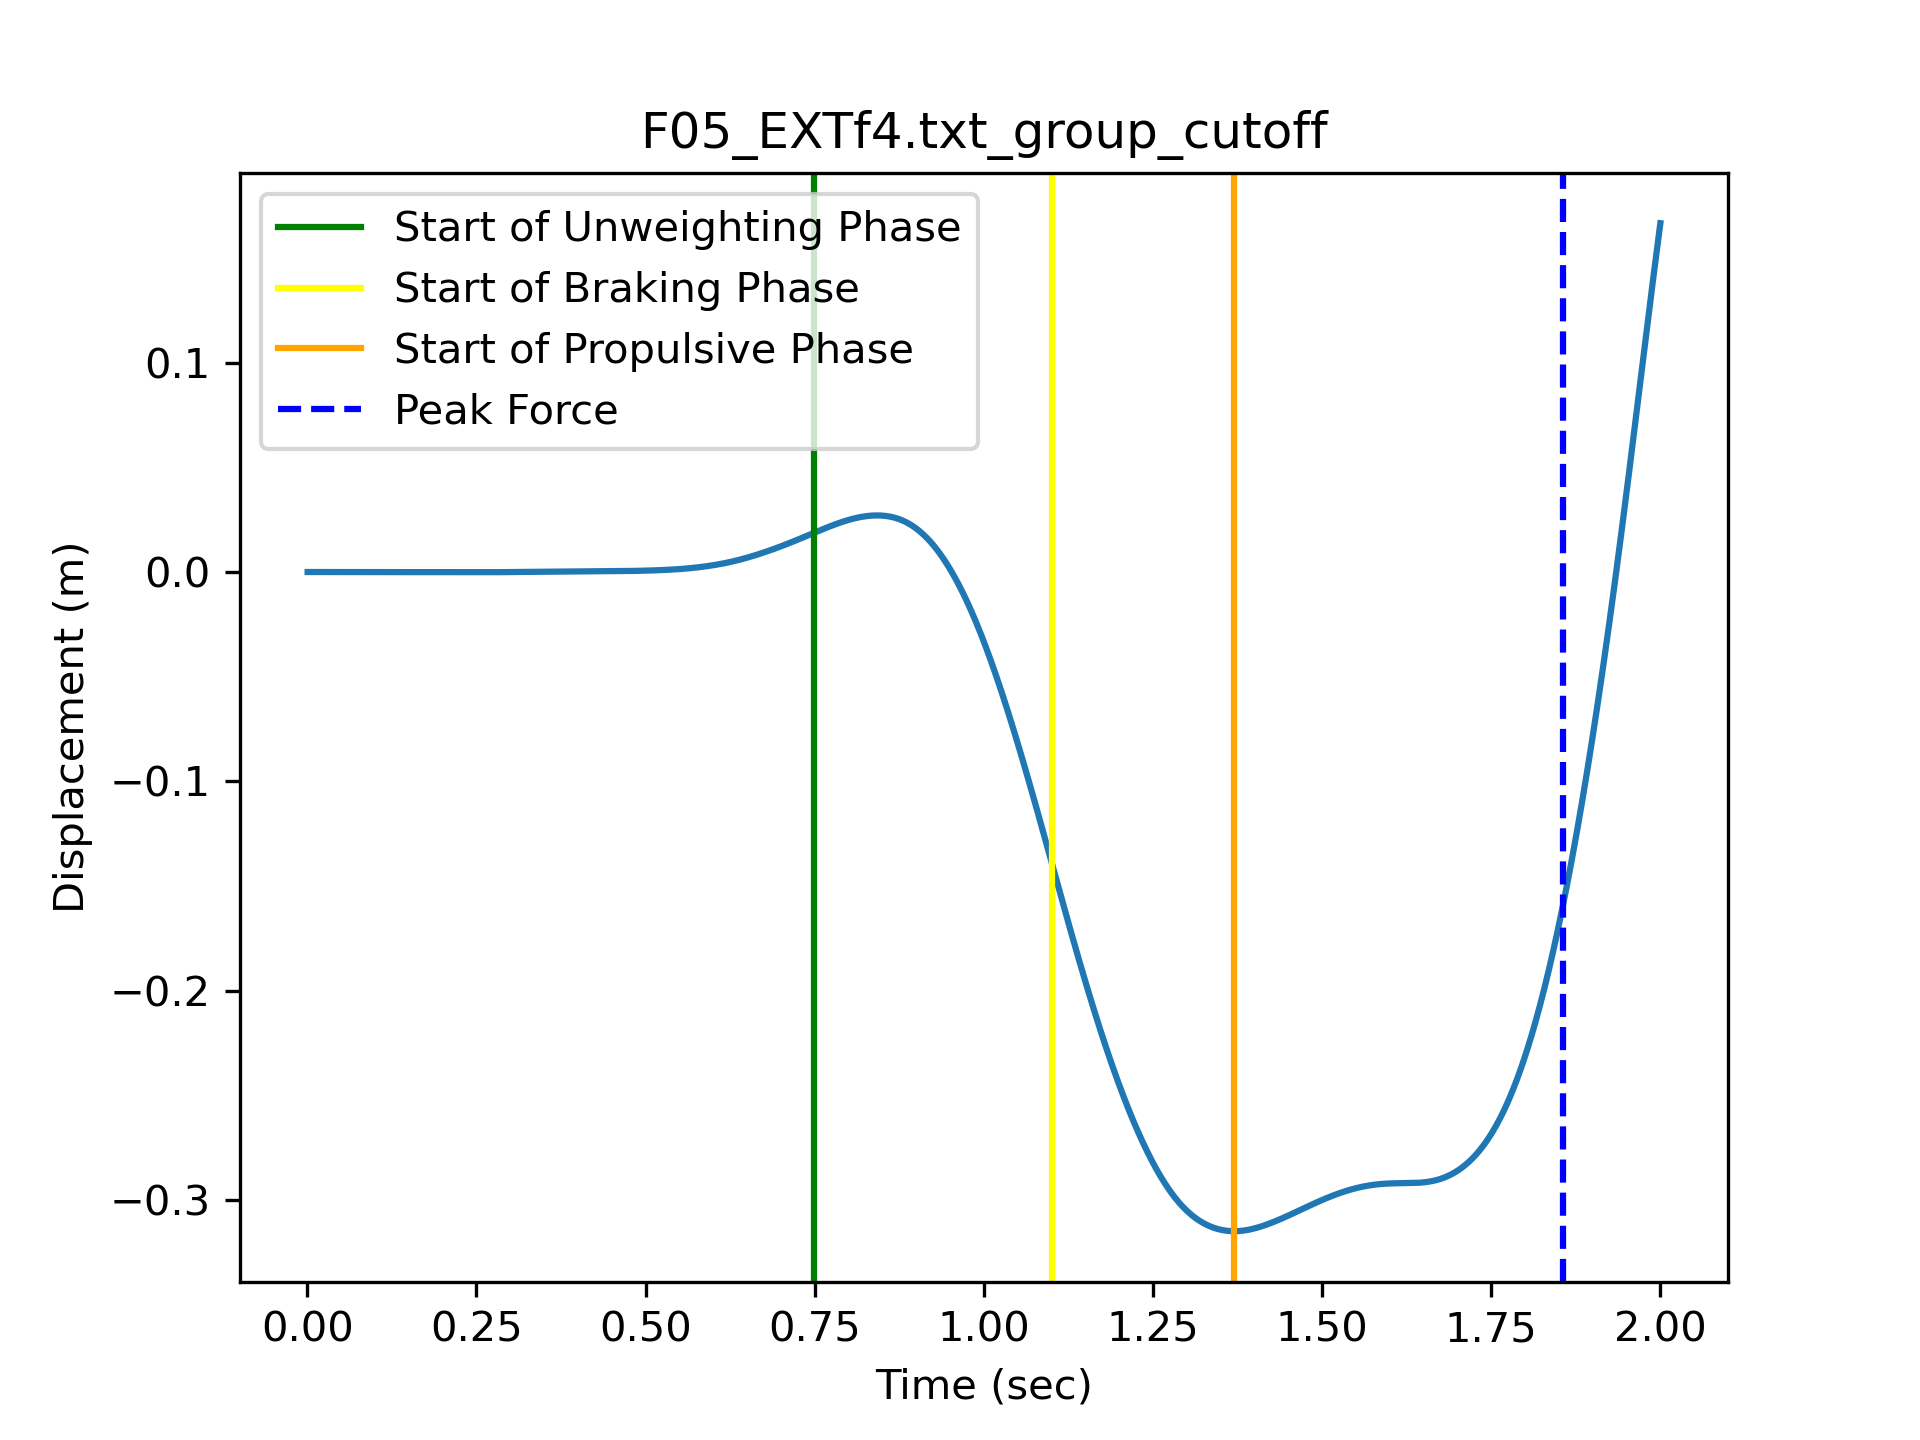 F05_EXTf4.txt_group_cutoff
Start of Unweighting Phase
Start of Braking Phase
Start of Propulsive Phase
Peak Force
0.1
0.0
−0.1
−0.2
−0.3
Displacement (m)
0.00 0.25 0.50 0.75 1.00 1.25 1.50 1.75 2.00
Time (sec)